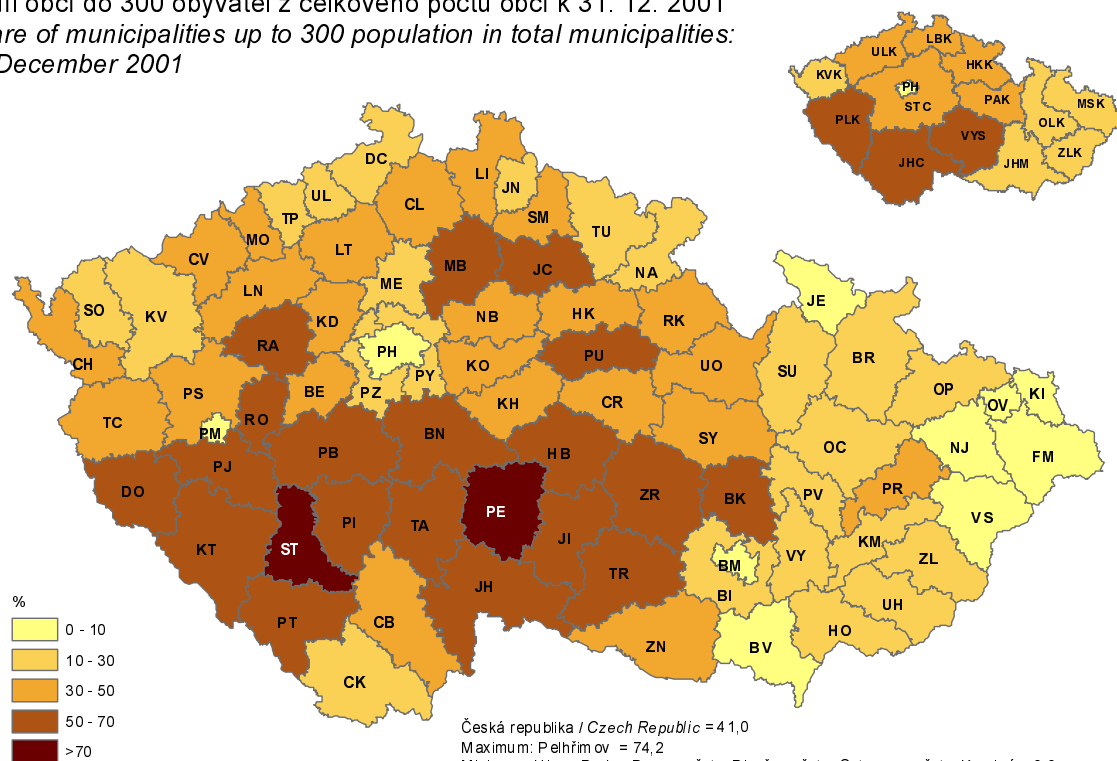 obcí do 300 obyvatel z celkového počtu obcí k 31. 12. 2001
of municipalities up to 300 population in total municipalities:
December 2001
LBK
ULK
HKK
KVK
PH
PAK
STC
MSK
PLK
OLK
VYS
ZLK
JHC
JHM
DC
LI
JN
UL
CL
TP
SM
TU
MO
LT
CV
MB
JC
NA
ME
LN
JE
SO
KV
KD
NB
HK
RK
RA
PH
PU
BR
CH
KO
UO
SU
PY
PS
BE
PZ
OP
KI
KH
CR
OV
TC
RO
PM
BN
SY
OC
NJ
PB
HB
FM
PJ
DO
ZR
BK
PV
PR
PE
VS
PI
TA
JI
KT
ST
KM
VY
ZL
BM
TR
JH
BI
UH
PT
CB
HO
ZN
BV
CK
%
0 - 10
10 - 30
30 - 50
50 - 70
>70
Česká republika / Czech Republic = 41,0
Maximum: Pelhřimov = 74,2